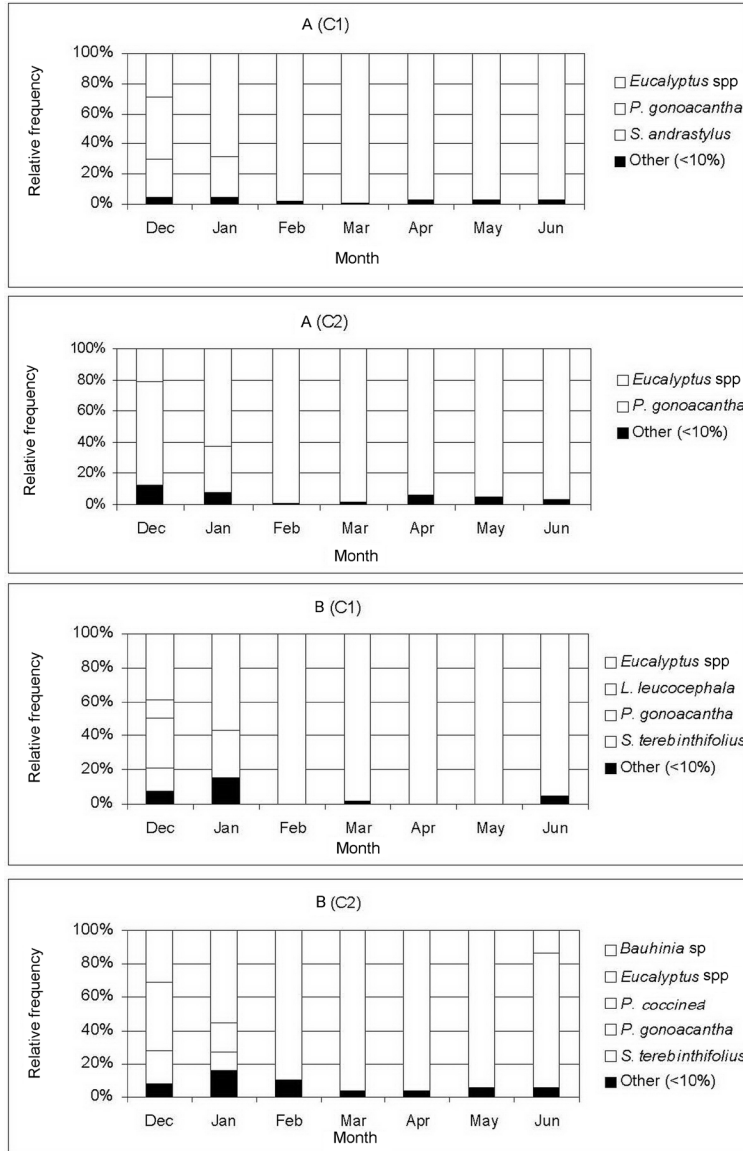 A (C1)
Relative frequency
100%
80%
60%
40%
20%
0%
Dec Jan Feb Mar Apr May Jun
Month
Eucalyptus spp
P. gonoacantha
S. andrastylus
Other (<10%)
A (C2)
Relative frequency
100%
80%
60%
40%
20%
0%
Dec Jan Feb Mar Apr May Jun
Month
Eucalyptus spp
P. gonoacantha
Other (<10%)
B (C1)
Relative frequency
100%
80%
60%
40%
20%
0%
Dec Jan Feb Mar Apr May Jun
Month
Eucalyptus spp
L. leucocephala
P. gonoacantha
S. terebinthifolius
Other (<10%)
B (C2)
Relative frequency
100%
80%
60%
40%
20%
0%
Dec Jan Feb Mar Apr May Jun
Month
Bauhinia sp
Eucalyptus spp
P. coccinea
P. gonoacantha
S. terebinthifolius
Other (<10%)